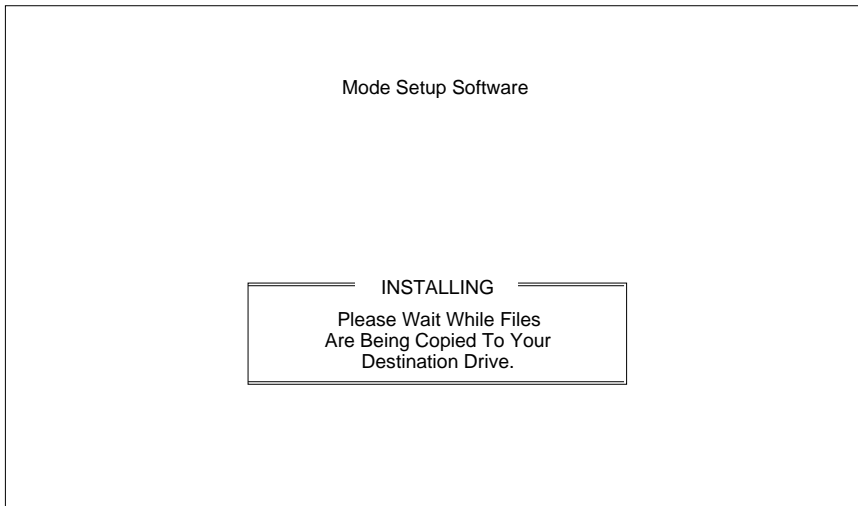 Mode Setup Software
INSTALLING
Please Wait While Files
Are Being Copied To Your
Destination Drive.